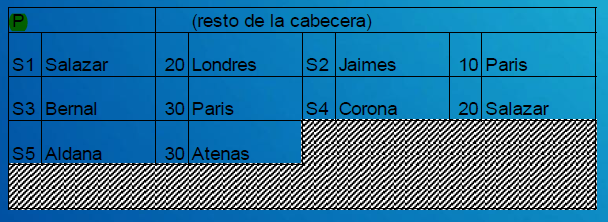 P (resto de la cabecera)
S1 Salazar 20 Londres S2 Jaimes 10 Paris
S3 Bernal 30 Paris S4 Corona 20 Salazar
S5 Aldana 30 Atenas